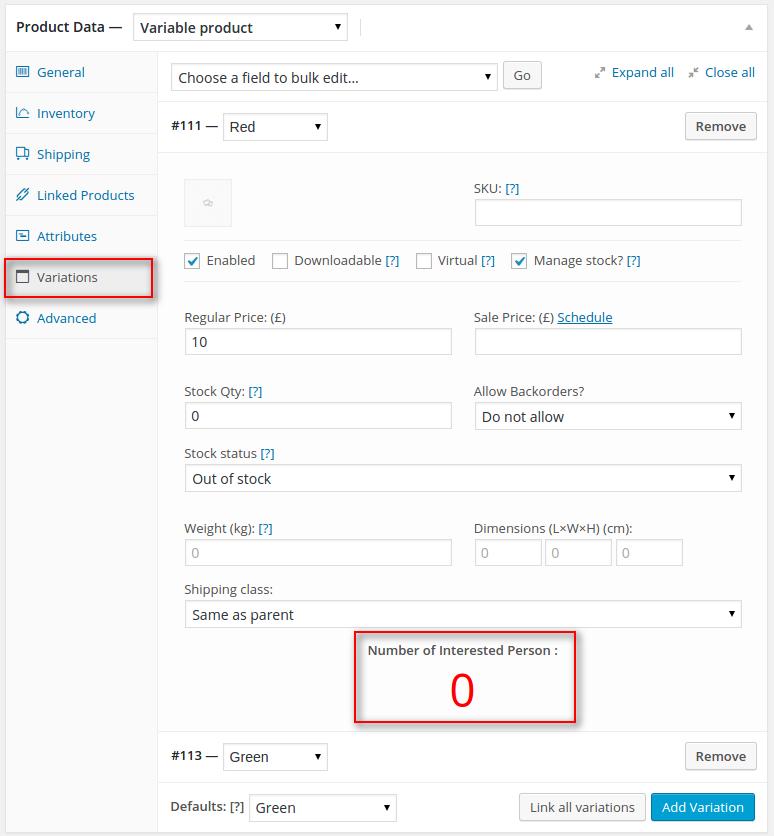 Product Data — Variable product
General
Inventory
Shipping
Linked Products
Attributes
Variations
Advanced
Choose a field to bulk edit... Go Expand all Close all
#111 — Red Remove
SKU: [?]
Enabled Downloadable [?] Virtual [?] Manage stock? [?]
Regular Price: (£) Sale Price: (£) Schedule
10
Stock Qty: [?] Allow Backorders?
0 Do not allow
Stock status [?]
Out of stock
Weight (kg): [?] Dimensions (L×W×H) (cm):
0 0 0 0
Shipping class:
Same as parent
Number of Interested Person :
0
#113 — Green Remove
Defaults: [?] Green Link all variations Add Variation